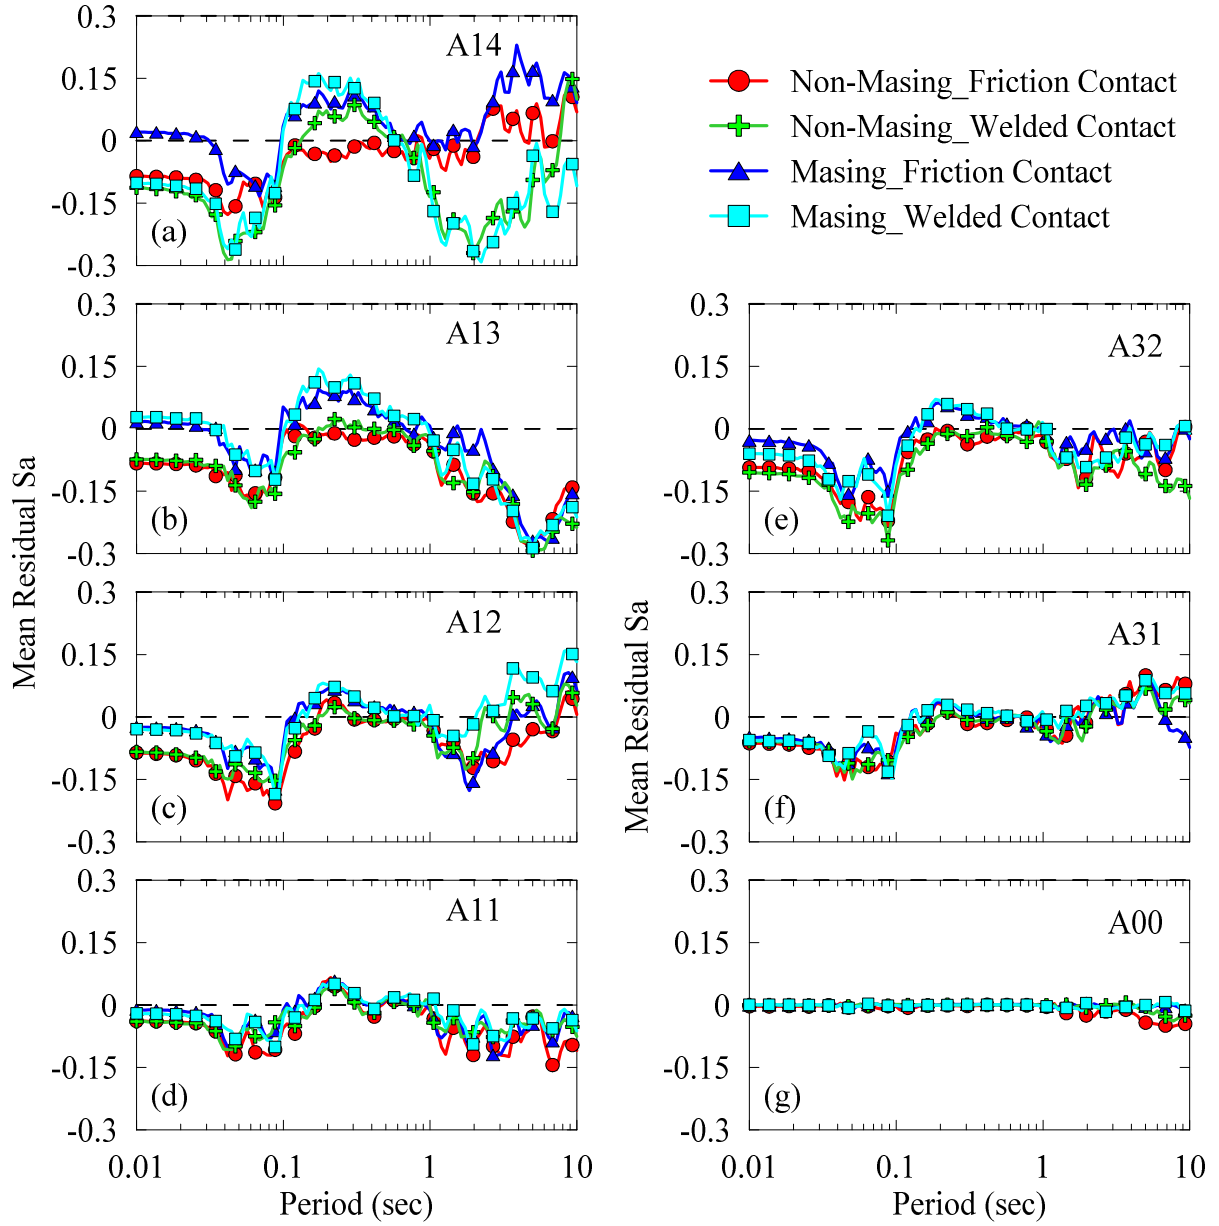 0.3
0.15
0
-0.15
-0.3
A14
(a)
Non-Masing_Friction Contact
Non-Masing_Welded Contact
Masing_Friction Contact
Masing_Welded Contact
0.3
0.15
0
-0.15
-0.3
A13
(b)
0.3
0.15
0
-0.15
-0.3
A32
(e)
Mean Residual Sa
0.3
0.15
0
-0.15
-0.3
A12
(c)
Mean Residual Sa
0.3
0.15
0
-0.15
-0.3
A31
(f)
0.3
0.15
0
-0.15
-0.3
A11
(d)
0.01 0.1 1 10
Period (sec)
0.3
0.15
0
-0.15
-0.3
A00
(g)
0.01 0.1 1 10
Period (sec)